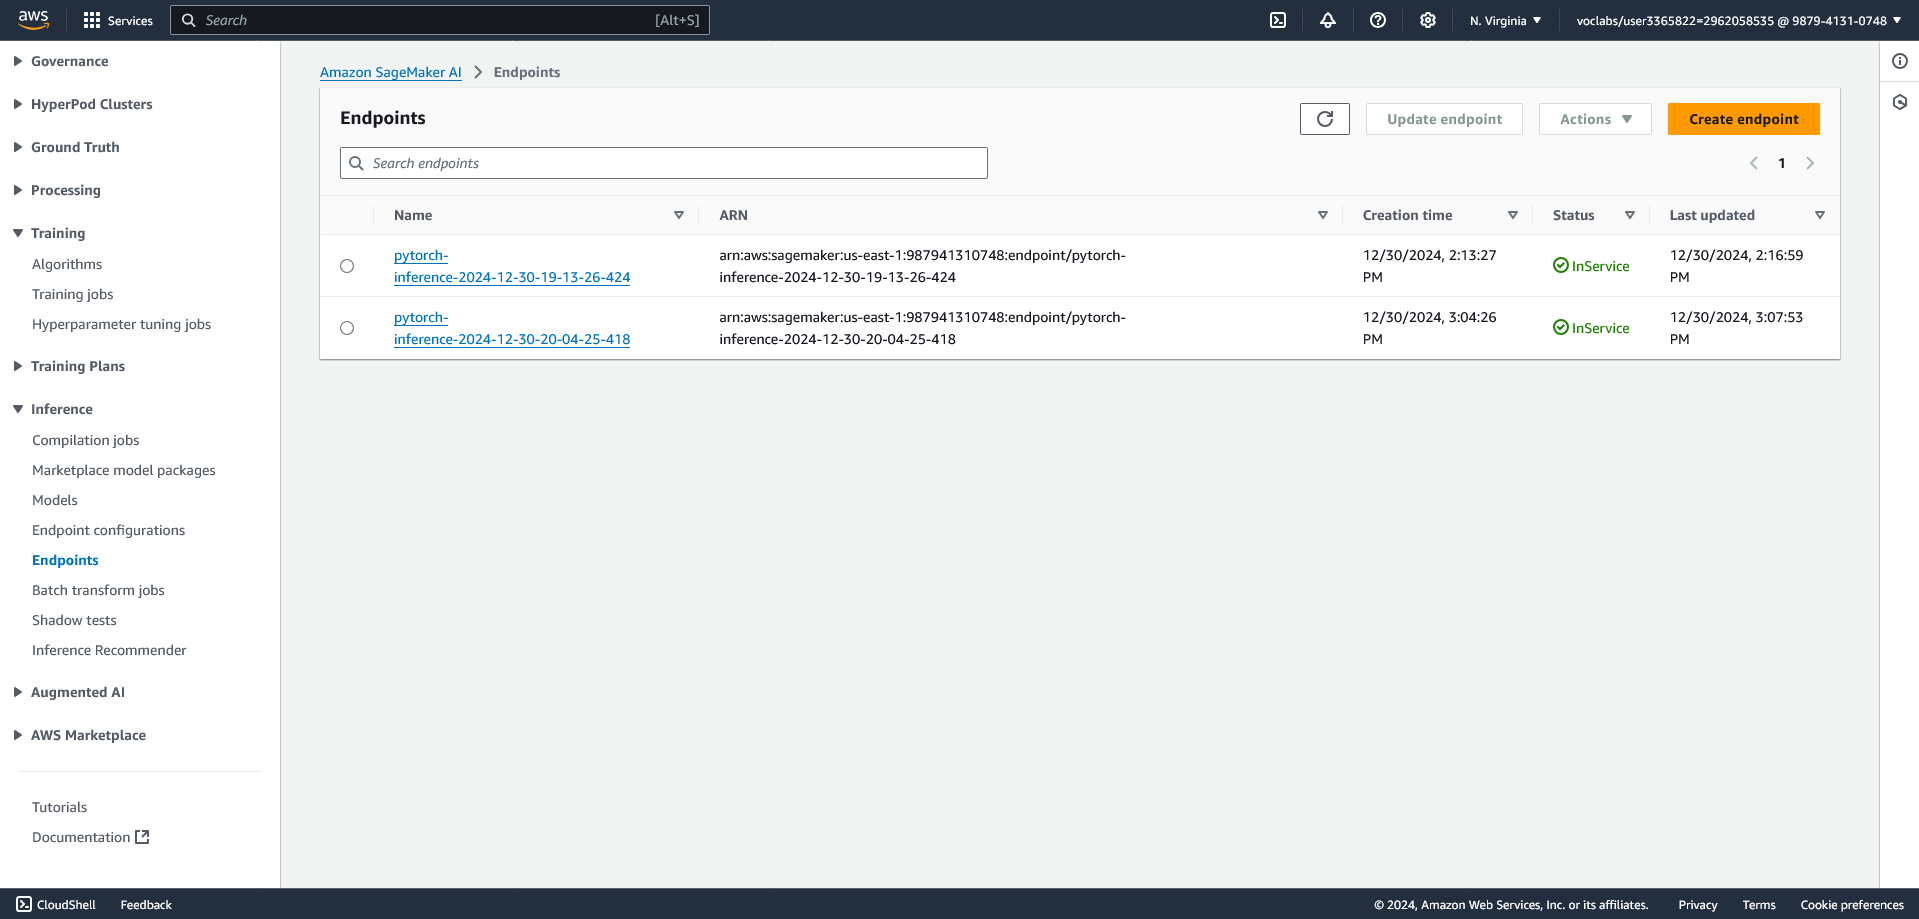 aws
Services
Search
[Alt+S]
N. Virginia
voclabs/user3365822=2962058535 @ 9879-4131-0748
Governance
HyperPod Clusters
Ground Truth
Processing
Training
Algorithms
Training jobs
Hyperparameter tuning jobs
Training Plans
Inference
Compilation jobs
Marketplace model packages
Models
Endpoint configurations
Endpoints
Batch transform jobs
Shadow tests
Inference Recommender
Augmented AI
AWS Marketplace
Tutorials
Documentation
Amazon SageMaker AI > Endpoints
Endpoints
Update endpoint
Actions
Create endpoint
Search endpoints
1
Name
ARN
Creation time
Status
Last updated
pytorch-
inference-2024-12-30-19-13-26-424
arn:aws:sagemaker:us-east-1:987941310748:endpoint/pytorch-
inference-2024-12-30-19-13-26-424
12/30/2024, 2:13:27
PM
InService
12/30/2024, 2:16:59
PM
pytorch-
inference-2024-12-30-20-04-25-418
arn:aws:sagemaker:us-east-1:987941310748:endpoint/pytorch-
inference-2024-12-30-20-04-25-418
12/30/2024, 3:04:26
PM
InService
12/30/2024, 3:07:53
PM
CloudShell
Feedback
© 2024, Amazon Web Services, Inc. or its affiliates.
Privacy
Terms
Cookie preferences